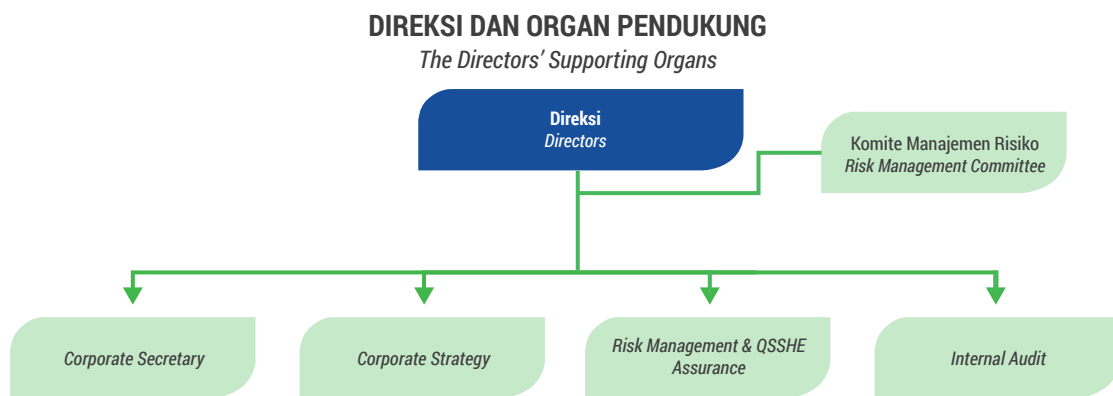 DIREKSI DAN ORGAN PENDUKUNG
The Directors' Supporting Organs
Direksi
Directors
Komite Manajemen Risiko
Risk Management Committee
Corporate Secretary
Corporate Strategy
Risk Management & QSSHE
Assurance
Internal Audit